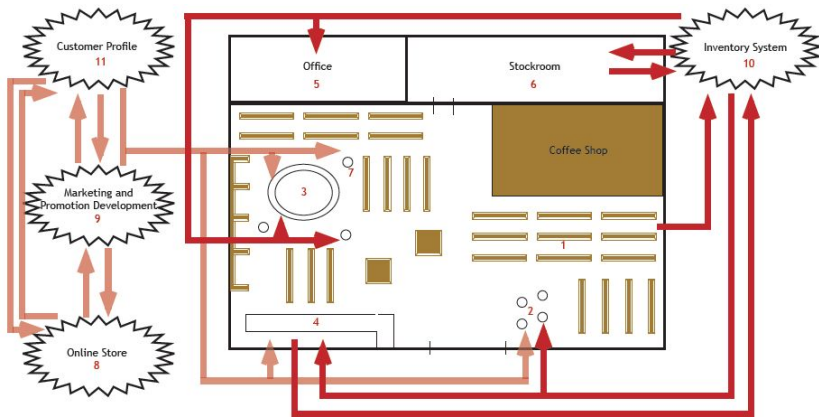 Customer Profile
11
Office
5
Stockroom
6
Inventory System
10
Coffee Shop
7
3
Marketing and
Promotion Development
9
1
2
4
Online Store
8